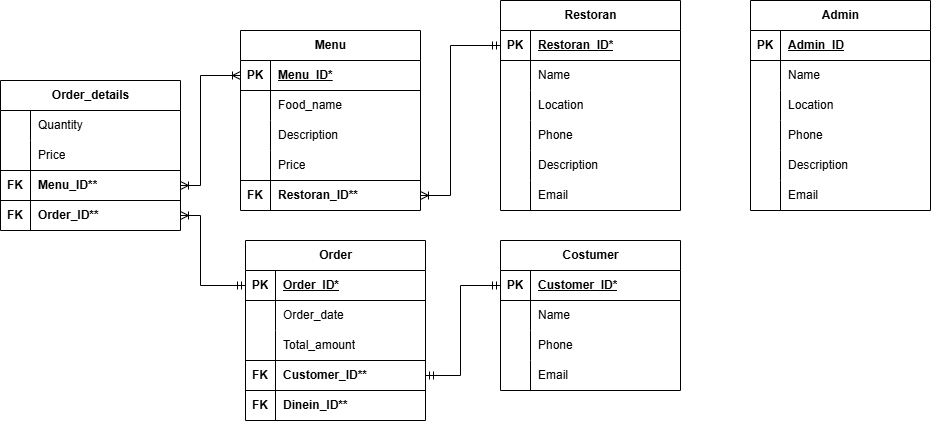 Order_details
Quantity
Price
FK Menu_ID**
FK Order_ID**
Menu
PK Menu_ID*
Food_name
Description
Price
FK Restoran_ID**
Restoran
PK Restoran_ID*
Name
Location
Phone
Description
Email
Admin
PK Admin_ID
Name
Location
Phone
Description
Email
Order
PK Order_ID*
Order_date
Total_amount
FK Customer_ID**
FK Dinein_ID**
Costumer
PK Customer_ID*
Name
Phone
Email